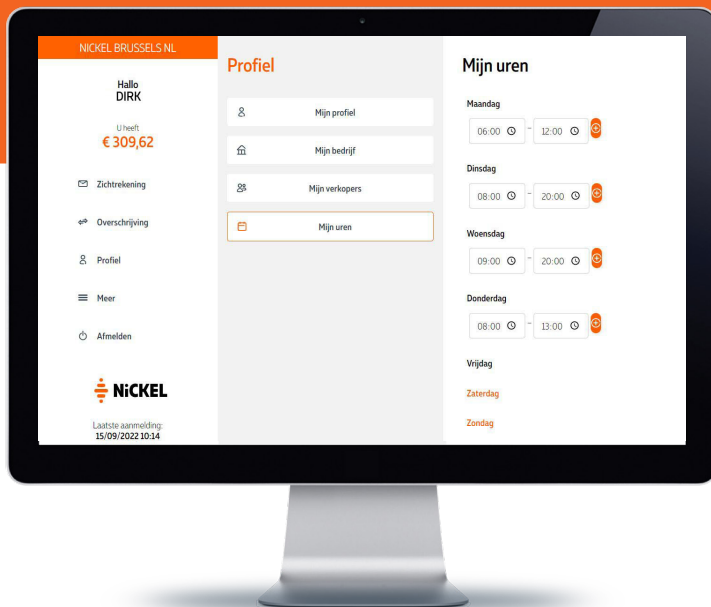 NICKEL BRUSSELS NL
Hallo
DIRK
U heeft
€ 309,62
Zichtrekening
Overschrijving
Profiel
Meer
Afmelden
NiCKEL
Laatste aanmelding:
15/09/2022 10:14
Profiel
Mijn profiel
Mijn bedrijf
Mijn verkopers
Mijn uren
Mijn uren
Maandag
06:00 - 12:00
Dinsdag
08:00 - 20:00
Woensdag
09:00 - 20:00
Donderdag
08:00 - 13:00
Vrijdag
Zaterdag
Zondag